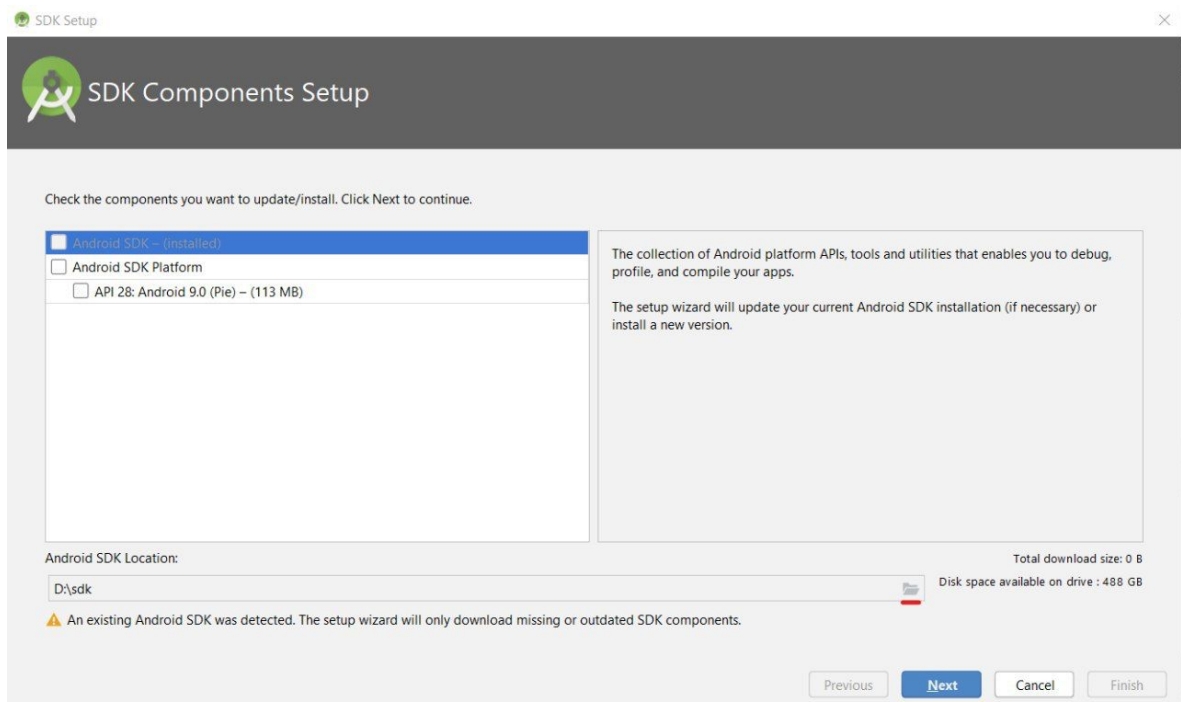 SDK Setup
SDK Components Setup
Check the components you want to update/install. Click Next to continue.
Android SDK – (installed)
Android SDK Platform
API 28: Android 9.0 (Pie) – (113 MB)
The collection of Android platform APIs, tools and utilities that enables you to debug,
profile, and compile your apps.
The setup wizard will update your current Android SDK installation (if necessary) or
install a new version.
Android SDK Location:
Total download size: 0 B
D:\sdk
Disk space available on drive : 488 GB
An existing Android SDK was detected. The setup wizard will only download missing or outdated SDK components.
Previous
Next
Cancel
Finish